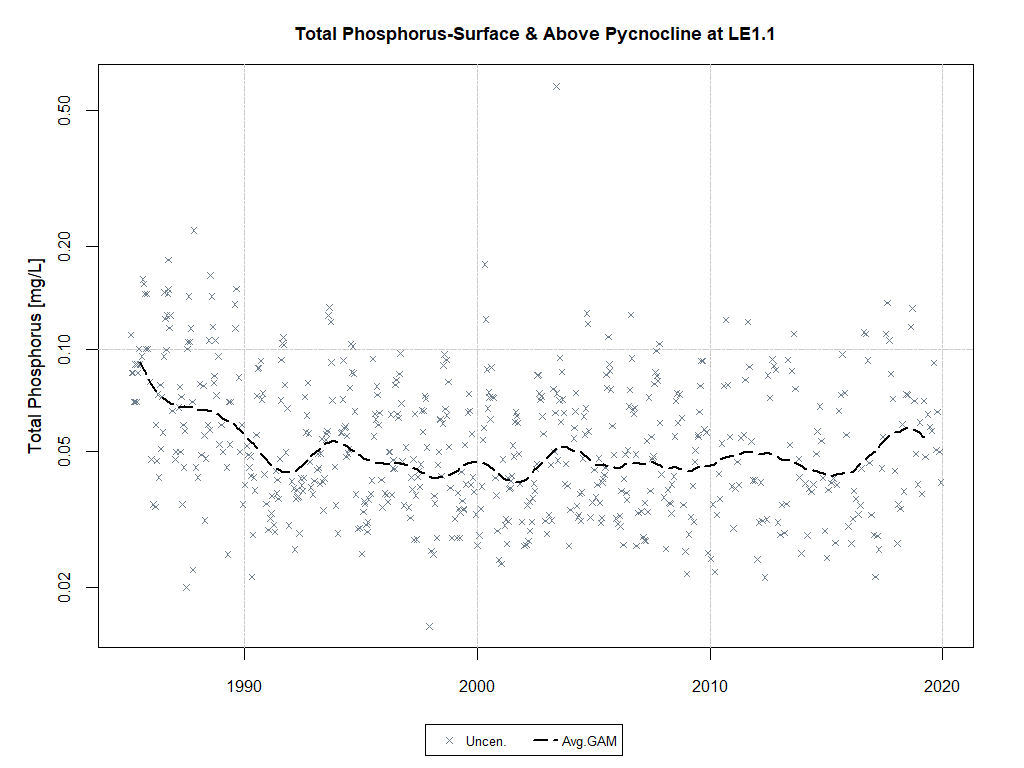 Total Phosphorus-Surface & Above Pycnocline at LE1.1
Total Phosphorus [mg/L]
0.50
0.20
0.10
0.05
0.02
1990 2000 2010 2020
Uncen. Avg.GAM